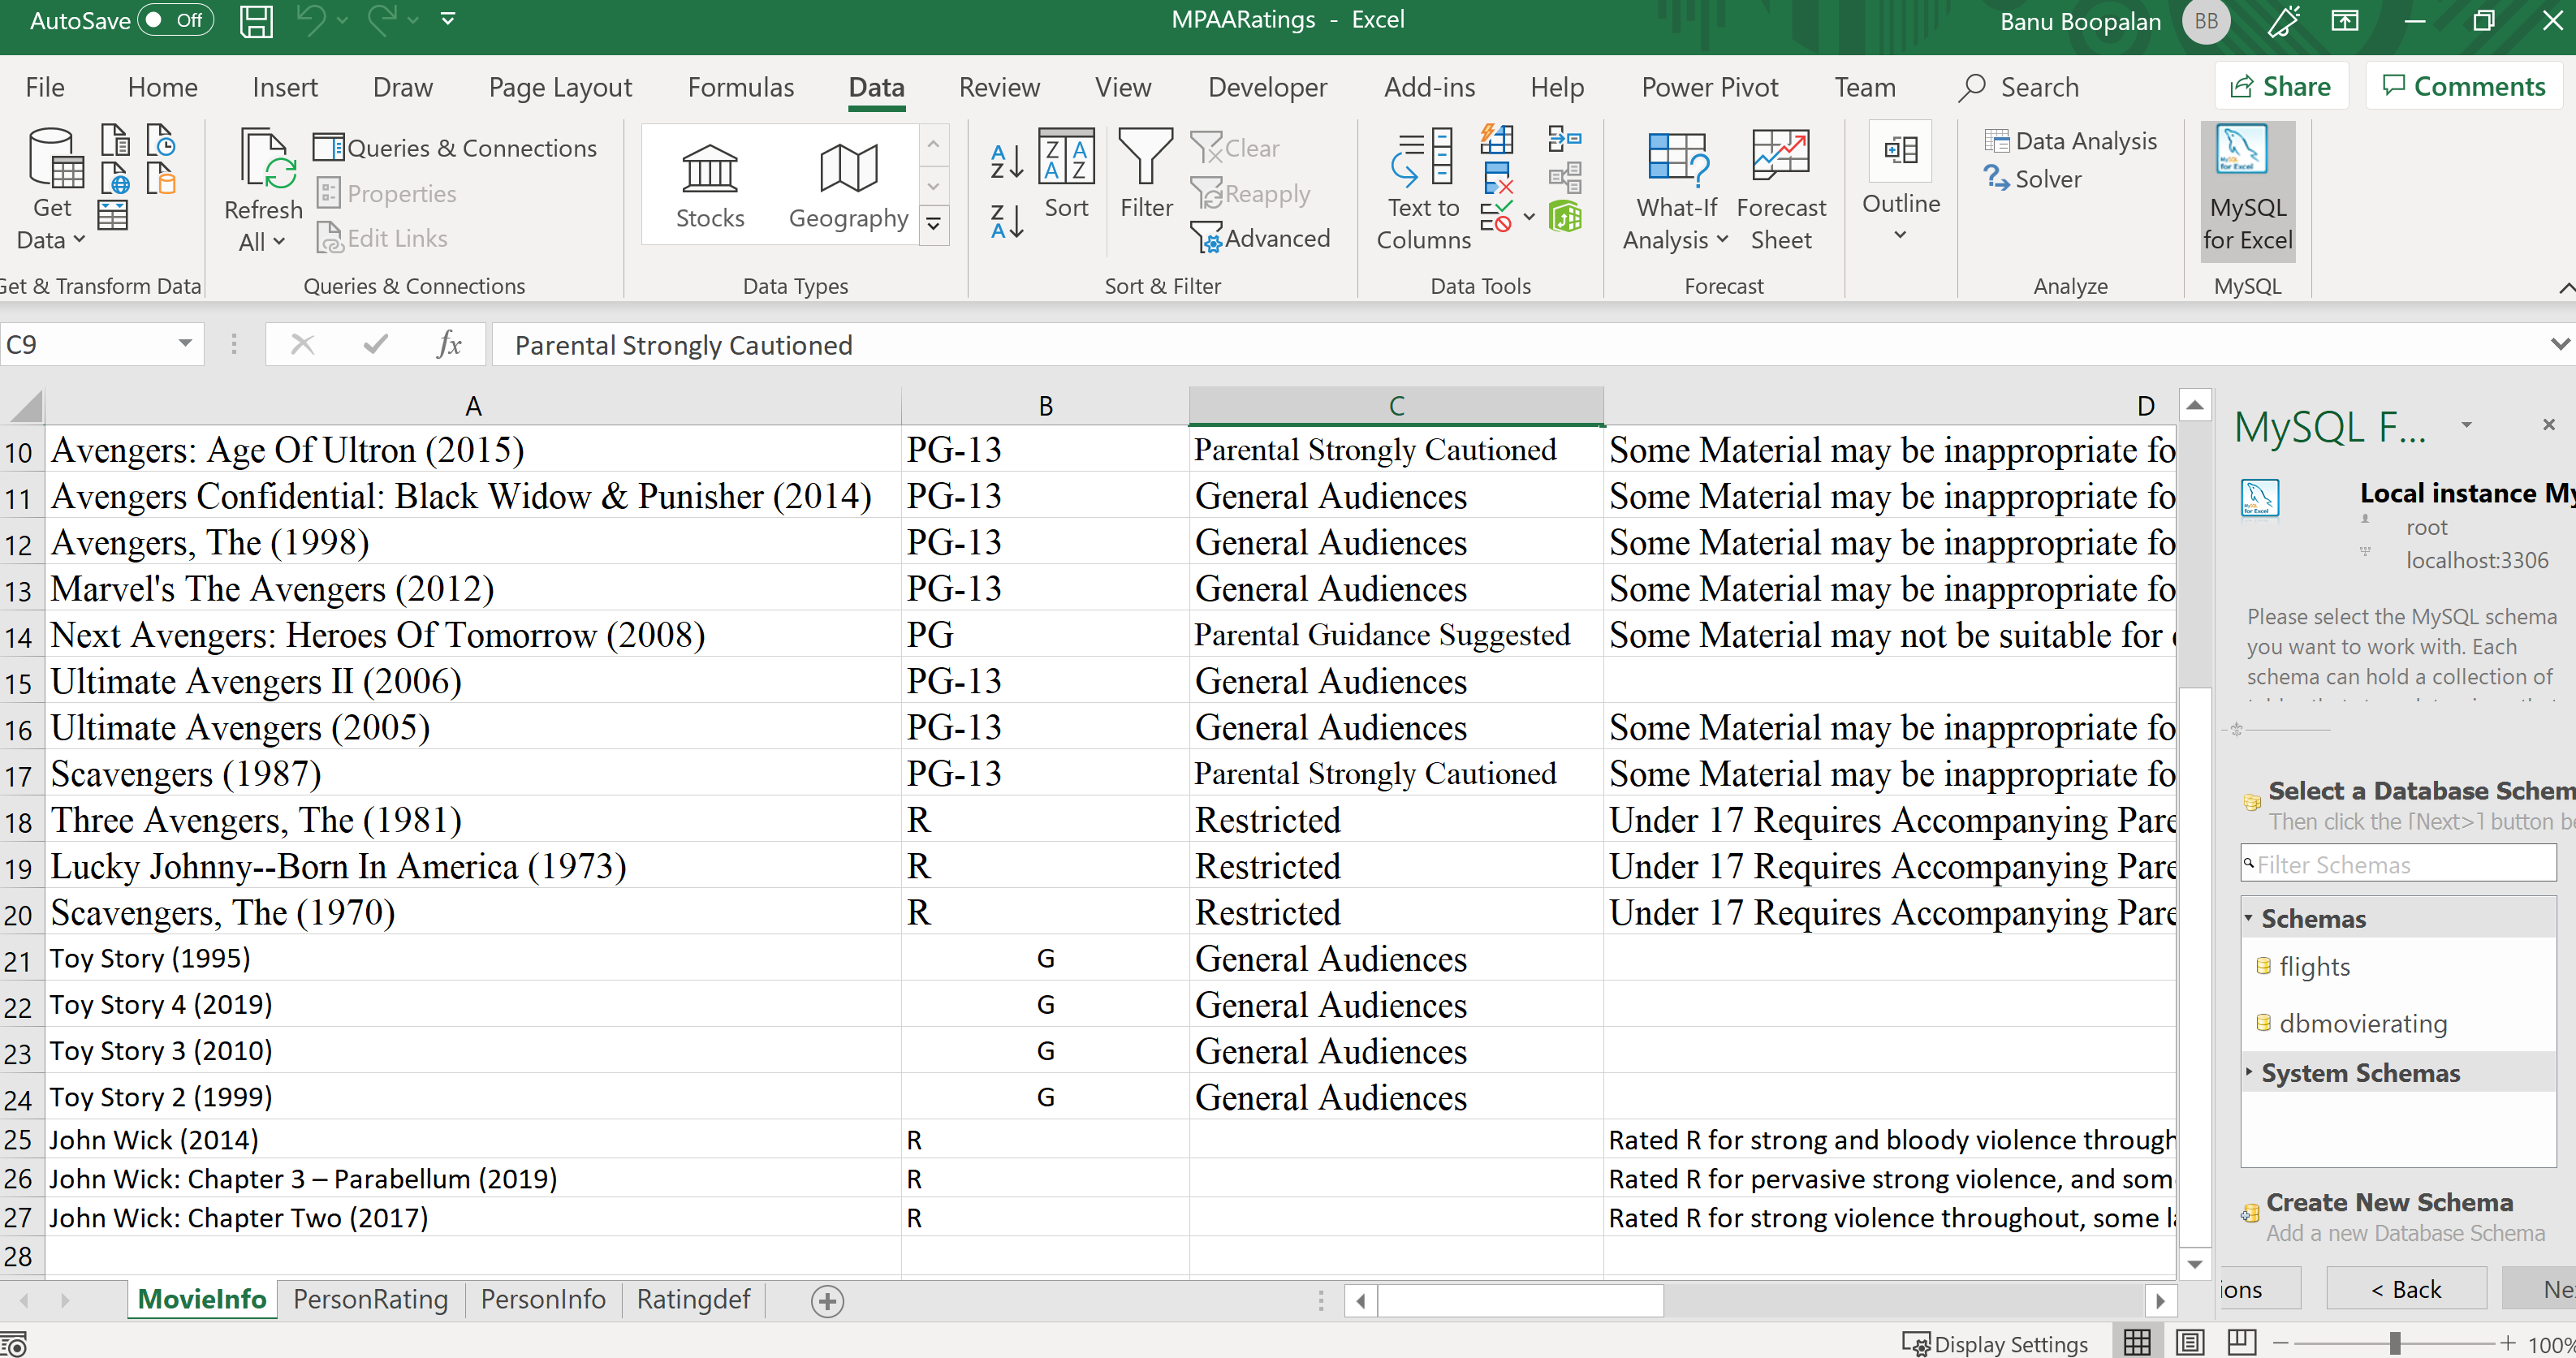 AutoSave Off MPAARatings - Excel Banu Boopalan BB
File Home Insert Draw Page Layout Formulas Data Review View Developer Add-ins Help Power Pivot Team Search Share Comments
Get Data
Refresh All
Queries & Connections
Properties
Edit Links
Stocks Geography
Sort
Filter
Clear
Reapply
Advanced
Text to Columns
What-If Analysis
Forecast Sheet
Outline
Data Analysis
Solver
MySQL for Excel
Get & Transform Data Queries & Connections Data Types Sort & Filter Data Tools Forecast Analyze MySQL
C9 fx Parental Strongly Cautioned
A B C D
10 Avengers: Age Of Ultron (2015) PG-13 Parental Strongly Cautioned Some Material may be inappropriate fo
11 Avengers Confidential: Black Widow & Punisher (2014) PG-13 General Audiences Some Material may be inappropriate fo
12 Avengers, The (1998) PG-13 General Audiences Some Material may be inappropriate fo
13 Marvel's The Avengers (2012) PG-13 General Audiences Some Material may be inappropriate fo
14 Next Avengers: Heroes Of Tomorrow (2008) PG Parental Guidance Suggested Some Material may not be suitable for
15 Ultimate Avengers II (2006) PG-13 General Audiences
16 Ultimate Avengers (2005) PG-13 General Audiences Some Material may be inappropriate fo
17 Scavengers (1987) PG-13 Parental Strongly Cautioned Some Material may be inappropriate fo
18 Three Avengers, The (1981) R Restricted Under 17 Requires Accompanying Pare
19 Lucky Johnny--Born In America (1973) R Restricted Under 17 Requires Accompanying Pare
20 Scavengers, The (1970) R Restricted Under 17 Requires Accompanying Pare
21 Toy Story (1995) G General Audiences
22 Toy Story 4 (2019) G General Audiences
23 Toy Story 3 (2010) G General Audiences
24 Toy Story 2 (1999) G General Audiences
25 John Wick (2014) R Rated R for strong and bloody violence through
26 John Wick: Chapter 3 – Parabellum (2019) R Rated R for pervasive strong violence, and som
27 John Wick: Chapter Two (2017) R Rated R for strong violence throughout, some
28
MySQL F...
MySQL for Excel
Local instance My
root
localhost:3306
Please select the MySQL schema
you want to work with. Each
schema can hold a collection of
Select a Database Schem
Then click the [Next>] button be
Filter Schemas
Schemas
flights
dbmovierating
System Schemas
Create New Schema
Add a new Database Schema
ions < Back Ne
MovieInfo PersonRating PersonInfo Ratingdef
Display Settings 100%